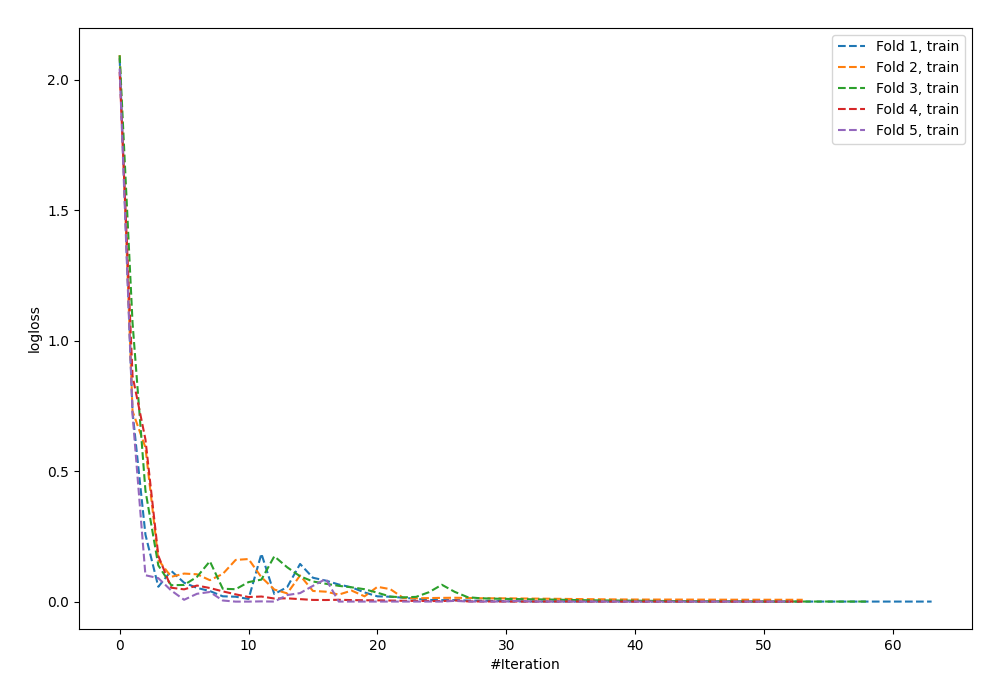 Fold 1, train
Fold 2, train
Fold 3, train
Fold 4, train
Fold 5, train
2.0
1.5
1.0
0.5
0.0
logloss
0 10 20 30 40 50 60
#Iteration